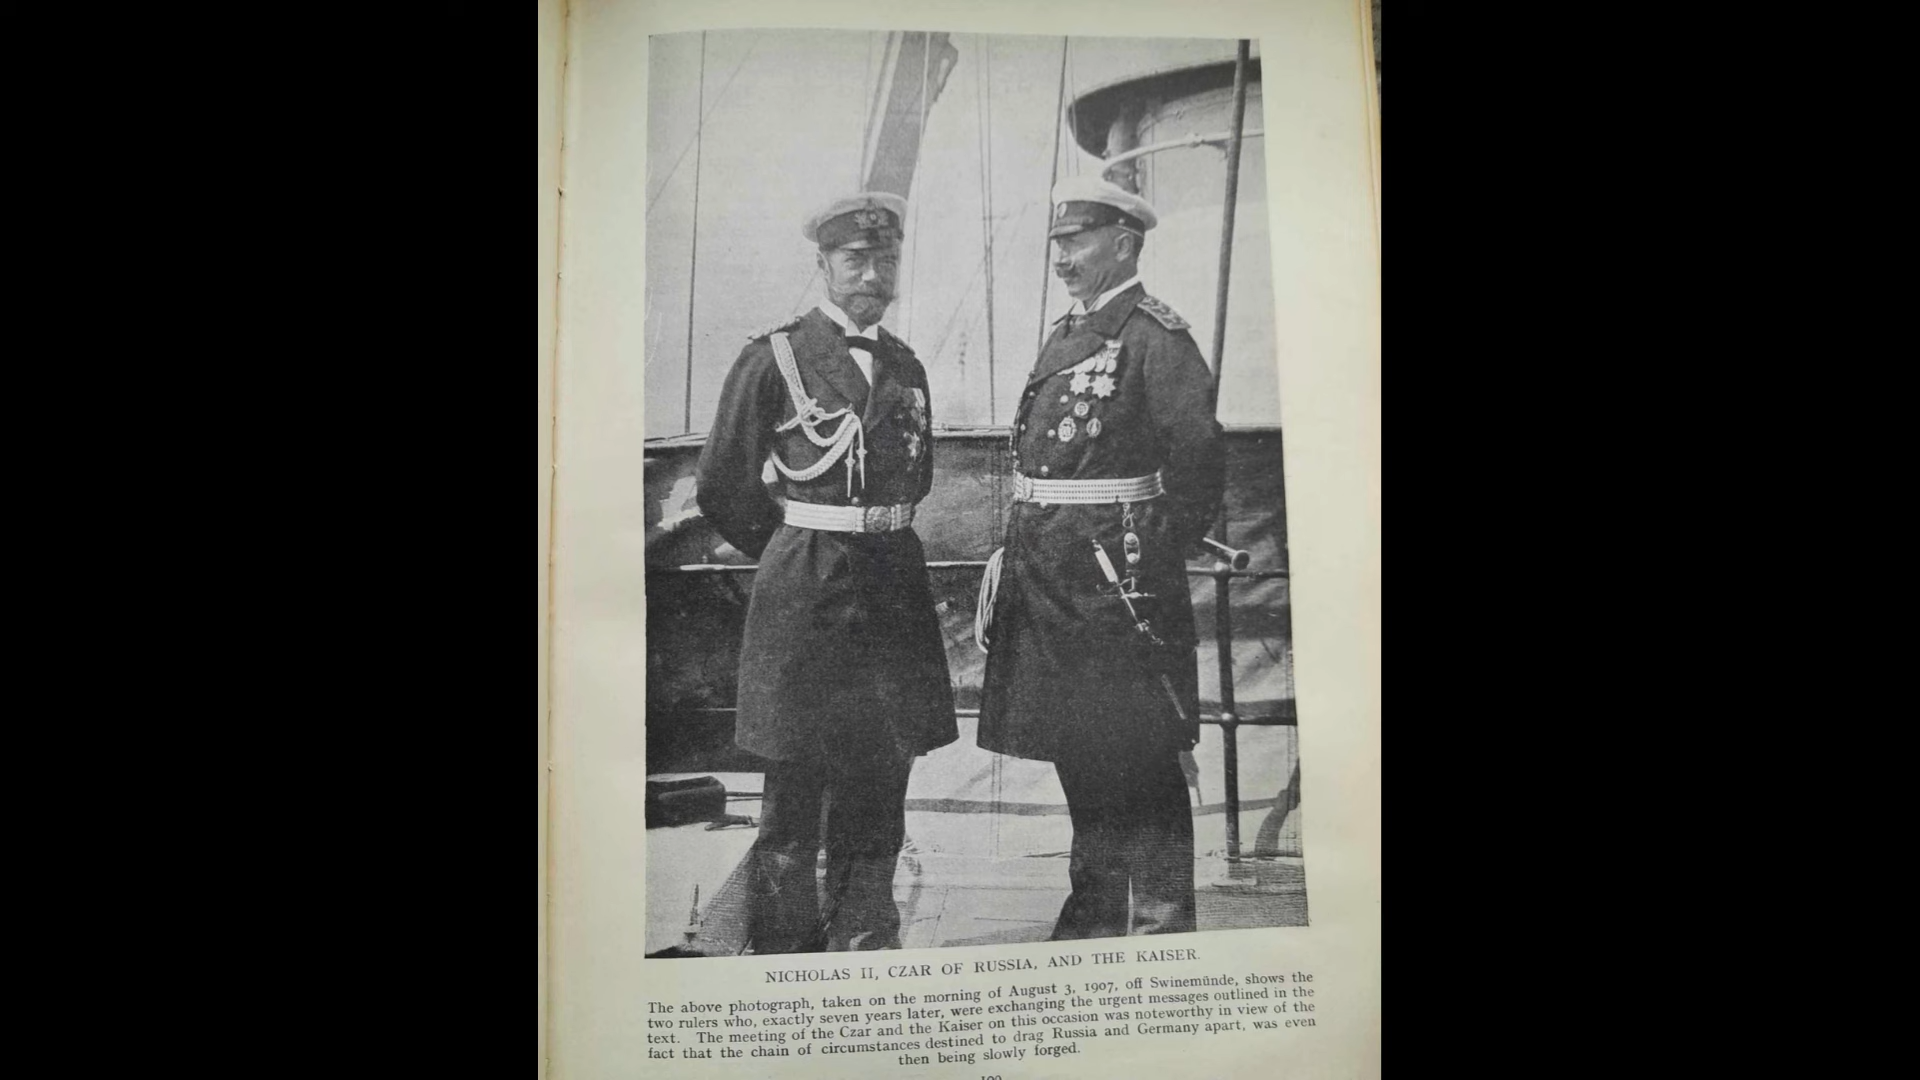 NICHOLAS II, CZAR OF RUSSIA, AND THE KAISER.
The above photograph, taken on the morning of August 3, 1907, off Swinemünde, shows the
two rulers who, exactly seven years later, were exchanging the urgent messages outlined in the
text. The meeting of the Czar and the Kaiser on this occasion was noteworthy in view of the
fact that the chain of circumstances destined to drag Russia and Germany apart, was even
then being slowly forged.